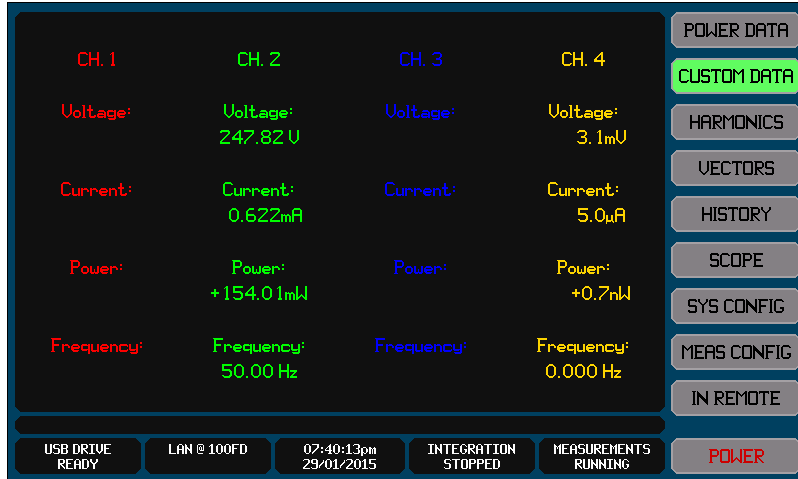 CH. 1 CH. 2 CH. 3 CH. 4
Voltage: Voltage: Voltage: Voltage:
247.82 V 3.1mV
Current: Current: Current: Current:
0.622mA 5.0µA
Power: Power: Power: Power:
+154.01mW +0.7nW
Frequency: Frequency: Frequency: Frequency:
50.00 Hz 0.000 Hz
POWER DATA
CUSTOM DATA
HARMONICS
VECTORS
HISTORY
SCOPE
SYS CONFIG
MEAS CONFIG
IN REMOTE
POWER
USB DRIVE
READY
LAN @ 100FD
07:40:13pm
29/01/2015
INTEGRATION
STOPPED
MEASUREMENTS
RUNNING